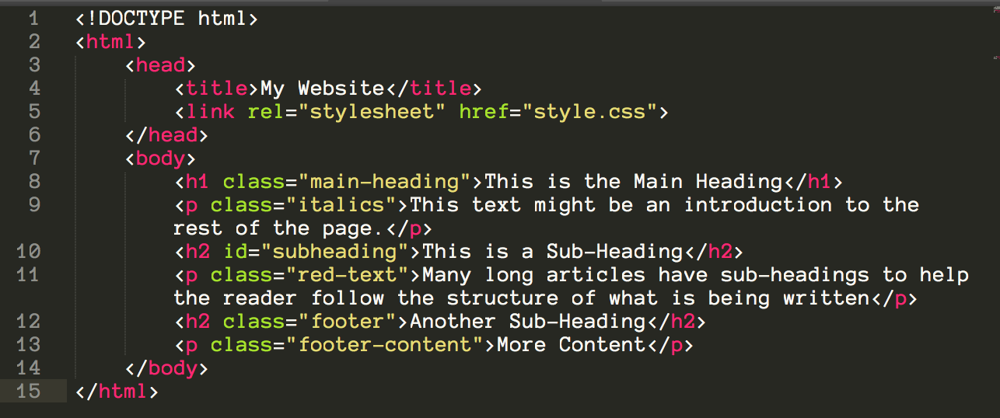 1 <!DOCTYPE html>
2 <html>
3 <head>
4 <title>My Website</title>
5 <link rel="stylesheet" href="style.css">
6 </head>
7 <body>
8 <h1 class="main-heading">This is the Main Heading</h1>
9 <p class="italics">This text might be an introduction to the
rest of the page.</p>
10 <h2 id="subheading">This is a Sub-Heading</h2>
11 <p class="red-text">Many long articles have sub-headings to help
the reader follow the structure of what is being written</p>
12 <h2 class="footer">Another Sub-Heading</h2>
13 <p class="footer-content">More Content</p>
14 </body>
15 </html>